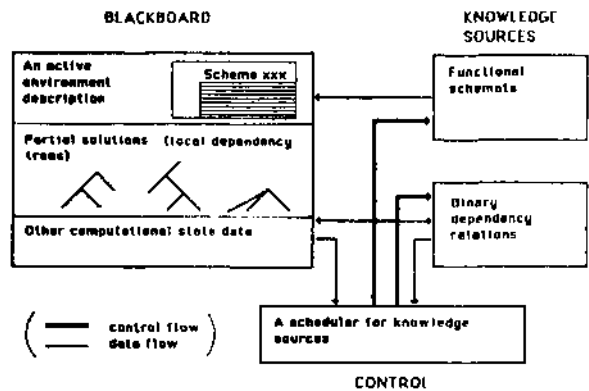 BLACKBOARD
KNOWLEDGE
SOURCES
An active
environment
description
Schema xxx
Partial solutions (local dependency
trees)
Other computational state data
Functional
schemata
Binary
dependency
relations
A scheduler for knowledge
sources
CONTROL
control flow
data flow